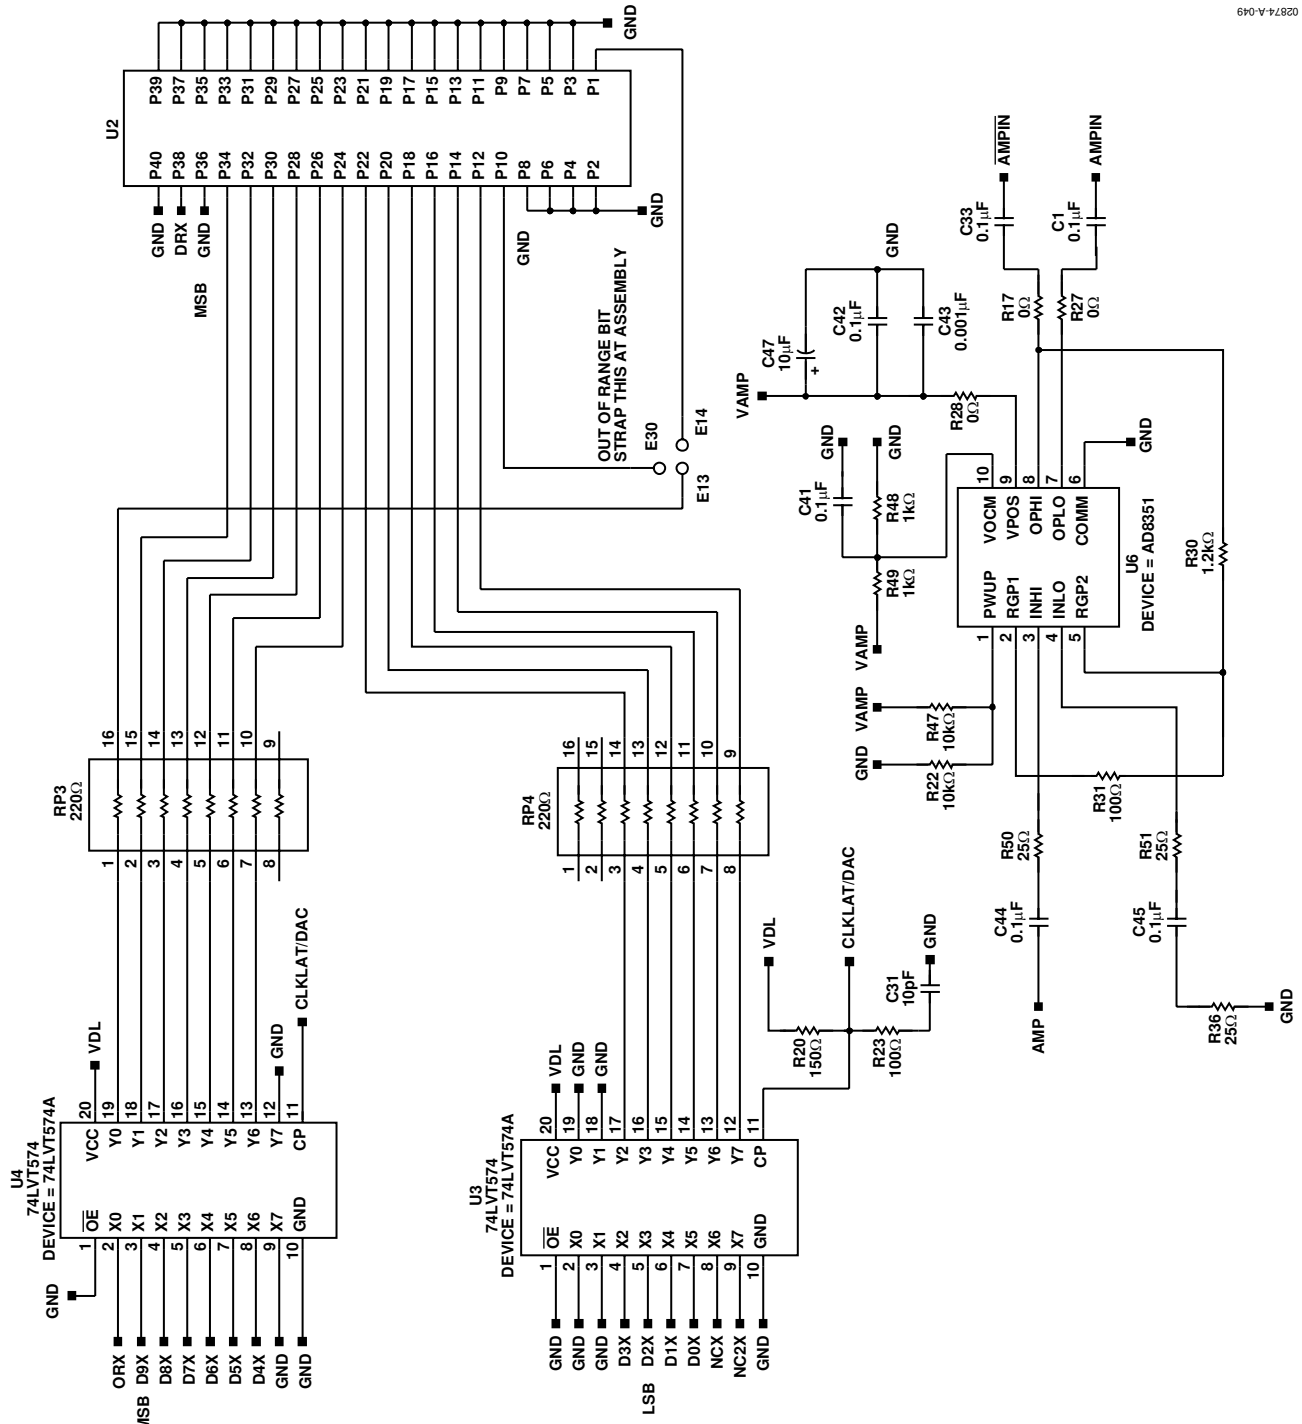 02874-A-049
GND
P39
P37
P35
P33
P31
P29
P27
P25
P23
P21
P19
P17
P15
P13
P11
P9
P7
P5
P3
P1
U2
P40
P38
P36
P34
P32
P30
P28
P26
P24
P22
P20
P18
P16
P14
P12
P10
P8
P6
P4
P2
GND
DRX
GND
MSB
GND
GND
OUT OF RANGE BIT
STRAP THIS AT ASSEMBLY
E30
E14
E13
RP3
220Ω
16
15
14
13
12
11
10
9
1
2
3
4
5
6
7
8
RP4
220Ω
16
15
14
13
12
11
10
9
1
2
3
4
5
6
7
8
U4
74LVT574
DEVICE = 74LVT574A
VDL
GND
CLKLAT/DAC
20
19
18
17
16
15
14
13
12
11
VCC
Y0
Y1
Y2
Y3
Y4
Y5
Y6
Y7
CP
OE
X0
X1
X2
X3
X4
X5
X6
X7
GND
1
2
3
4
5
6
7
8
9
10
GND
ORX
MSB D9X
D8X
D7X
D6X
D5X
D4X
GND
GND
U3
74LVT574
DEVICE = 74LVT574A
VDL
GND
GND
20
19
18
17
16
15
14
13
12
11
VCC
Y0
Y1
Y2
Y3
Y4
Y5
Y6
Y7
CP
OE
X0
X1
X2
X3
X4
X5
X6
X7
GND
1
2
3
4
5
6
7
8
9
10
GND
GND
GND
D3X
D2X
D1X
D0X
NCX
NC2X
GND
LSB
VDL
CLKLAT/DAC
GND
R20
150Ω
R23
100Ω
C31
10pF
AMPIN
AMPIN
C33
0.1μF
C1
0.1μF
R17
0Ω
R27
0Ω
GND
C47
10μF
+
C42
0.1μF
C43
0.001μF
VAMP
R28
0Ω
GND
GND
C41
0.1μF
R48
1kΩ
R49
1kΩ
VAMP
GND
10
9
8
7
6
VOCM
VPOS
OPHI
OPLO
COMM
PWUP
RGP1
INHI
INLO
RGP2
1
2
3
4
5
U6
DEVICE = AD8351
R30
1.2kΩ
VAMP
GND
R47
10kΩ
R22
10kΩ
R31
100Ω
R50
25Ω
R51
25Ω
C44
0.1μF
C45
0.1μF
AMP
R36
25Ω
GND